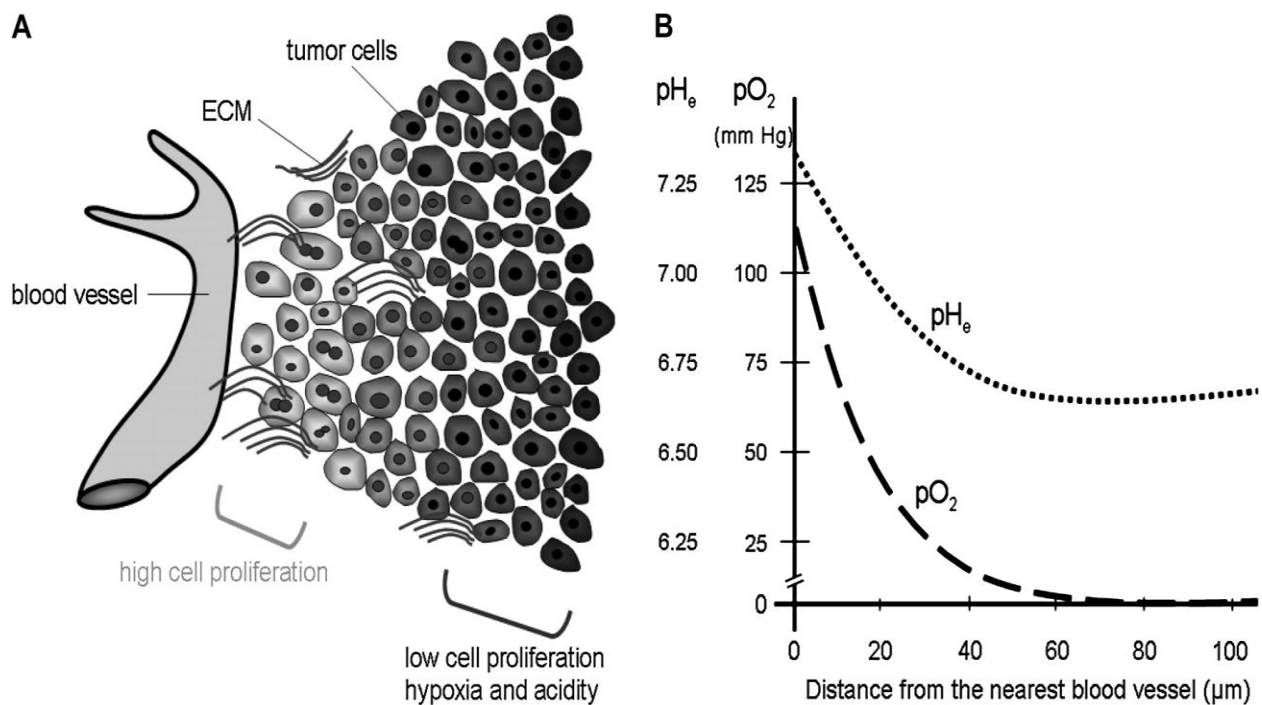 A
tumor cells
ECM
blood vessel
high cell proliferation
low cell proliferation
hypoxia and acidity
B
pHe pO2
(mm Hg)
7.25 125
7.00 100
6.75 75
6.50 50
6.25 25
0
pHe
pO2
0 20 40 60 80 100
Distance from the nearest blood vessel (µm)